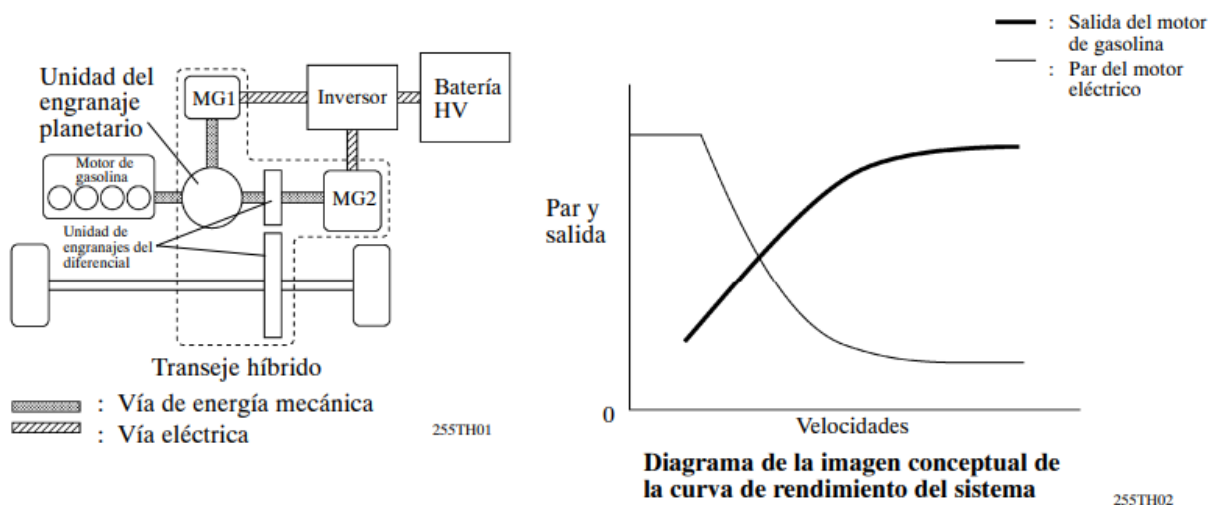 Unidad del
engranaje
planetario
MG1
Inversor
Batería
HV
Motor de
gasolina
MG2
Unidad de
engranajes del
diferencial
Transeje híbrido
: Vía de energía mecánica
: Vía eléctrica
255TH01
: Salida del motor
de gasolina
: Par del motor
eléctrico
Par y
salida
0
Velocidades
Diagrama de la imagen conceptual de
la curva de rendimiento del sistema
255TH02